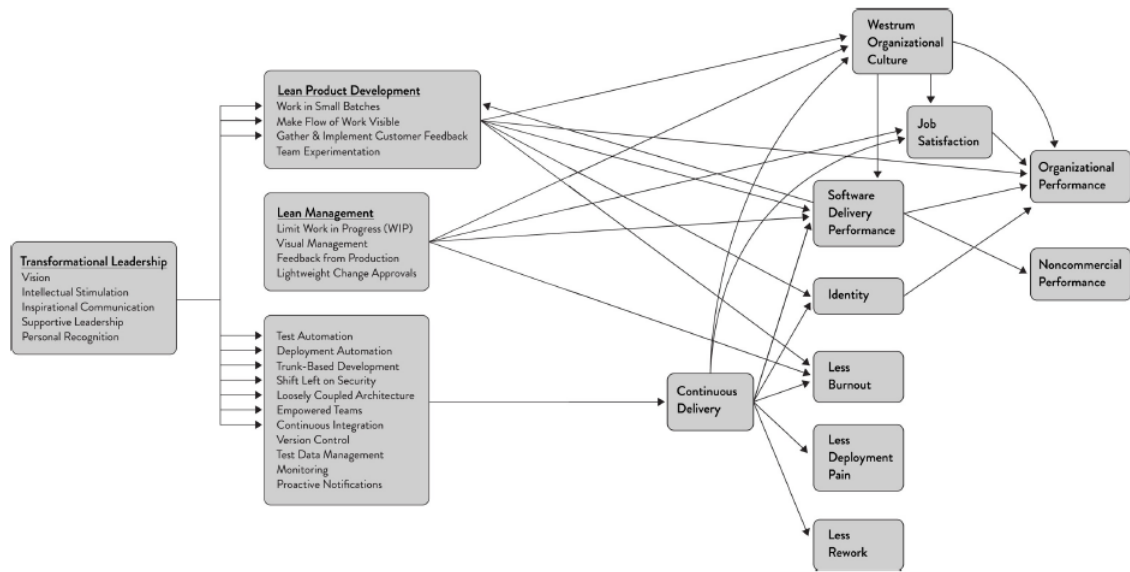 Transformational Leadership
Vision
Intellectual Stimulation
Inspirational Communication
Supportive Leadership
Personal Recognition
Lean Product Development
Work in Small Batches
Make Flow of Work Visible
Gather & Implement Customer Feedback
Team Experimentation
Lean Management
Limit Work in Progress (WIP)
Visual Management
Feedback from Production
Lightweight Change Approvals
Test Automation
Deployment Automation
Trunk-Based Development
Shift Left on Security
Loosely Coupled Architecture
Empowered Teams
Continuous Integration
Version Control
Test Data Management
Monitoring
Proactive Notifications
Continuous
Delivery
Westrum
Organizational
Culture
Job
Satisfaction
Software
Delivery
Performance
Identity
Less
Burnout
Less
Deployment
Pain
Less
Rework
Organizational
Performance
Noncommercial
Performance